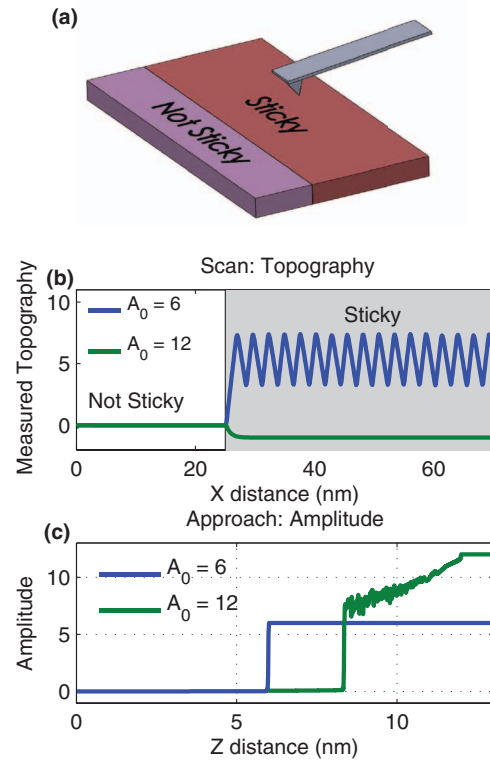 (a)
Not Sticky
Sticky
(b)
Scan: Topography
Measured Topography
10
5
0
A0 = 6
A0 = 12
Sticky
Not Sticky
0
20
40
60
X distance (nm)
(c)
Approach: Amplitude
Amplitude
10
5
0
A0 = 6
A0 = 12
0
5
10
Z distance (nm)